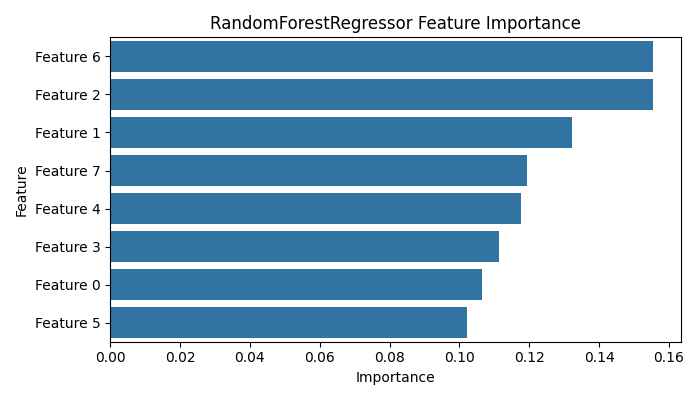 RandomForestRegressor Feature Importance
Feature
Feature 6
Feature 2
Feature 1
Feature 7
Feature 4
Feature 3
Feature 0
Feature 5
0.00 0.02 0.04 0.06 0.08 0.10 0.12 0.14 0.16
Importance